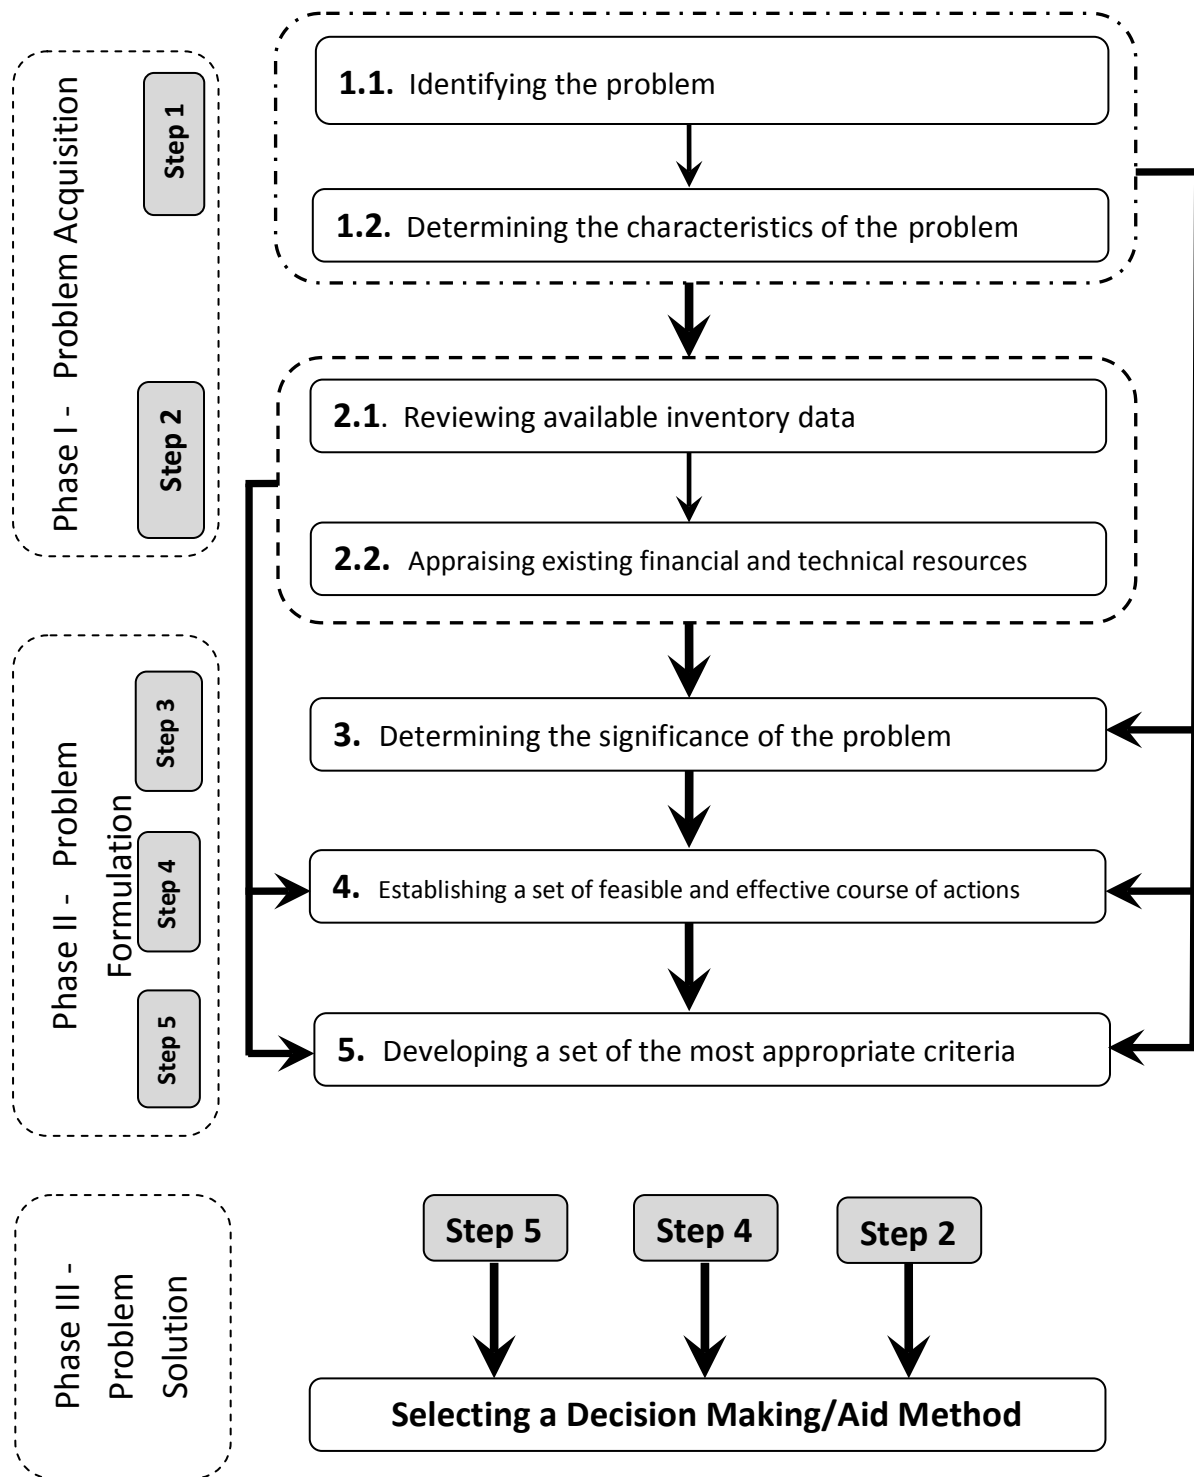 Phase I -  Problem Acquisition
Step 1
1.1. Identifying the problem
1.2. Determining the characteristics of the problem
Step 2
2.1. Reviewing available inventory data
2.2. Appraising existing financial and technical resources
Phase II -  Problem
Formulation
Step 3
3. Determining the significance of the problem
Step 4
4. Establishing a set of feasible and effective course of actions
Step 5
5. Developing a set of the most appropriate criteria
Phase III -
Problem
Solution
Step 5
Step 4
Step 2
Selecting a Decision Making/Aid Method